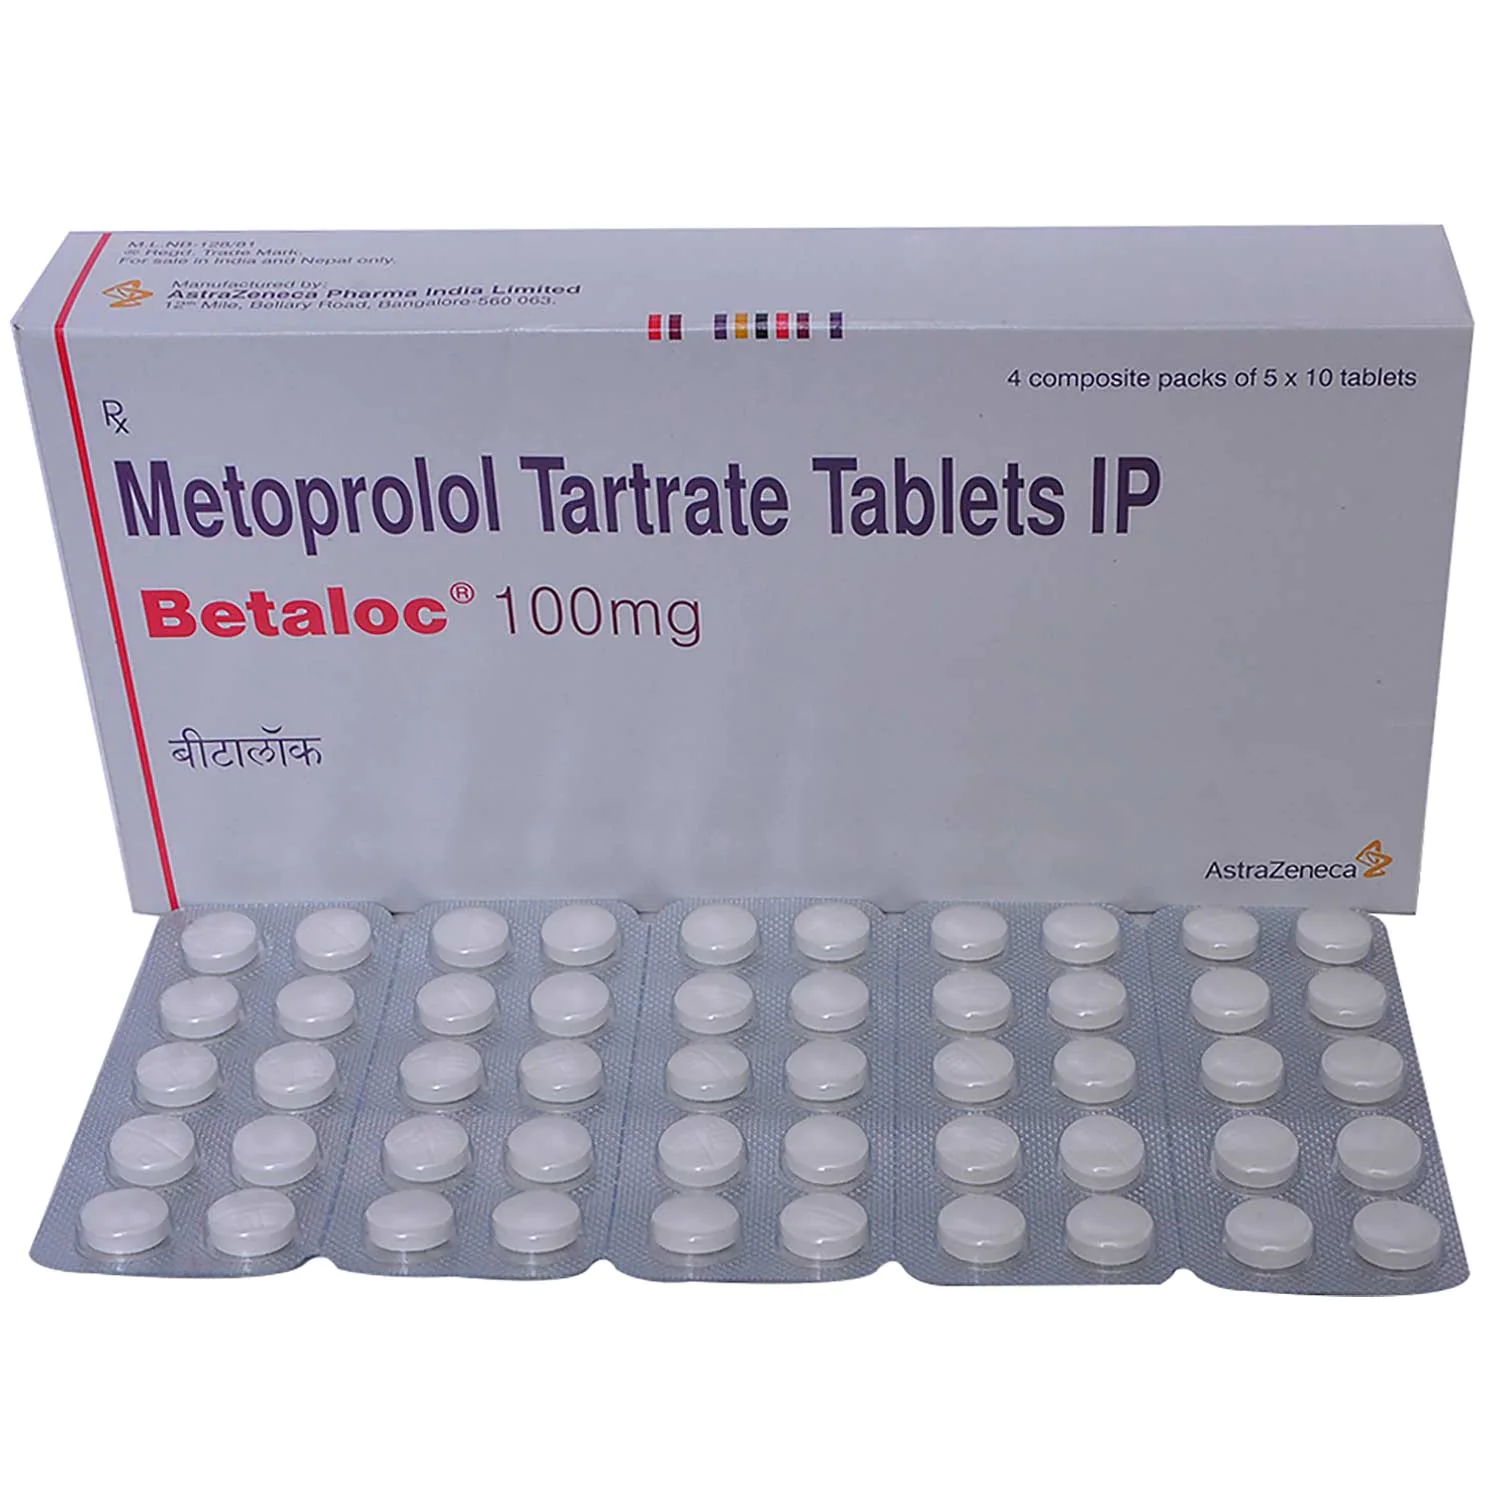 M.L.NB-128/81
® Regd. Trade Mark.
For sale in India and Nepal only.
Manufactured by:
AstraZeneca Pharma India Limited
12th Mile, Bellary Road, Bangalore-560 063.
4 composite packs of 5 x 10 tablets
Rx
Metoprolol Tartrate Tablets IP
Betaloc® 100mg
बीटालॉक
AstraZeneca